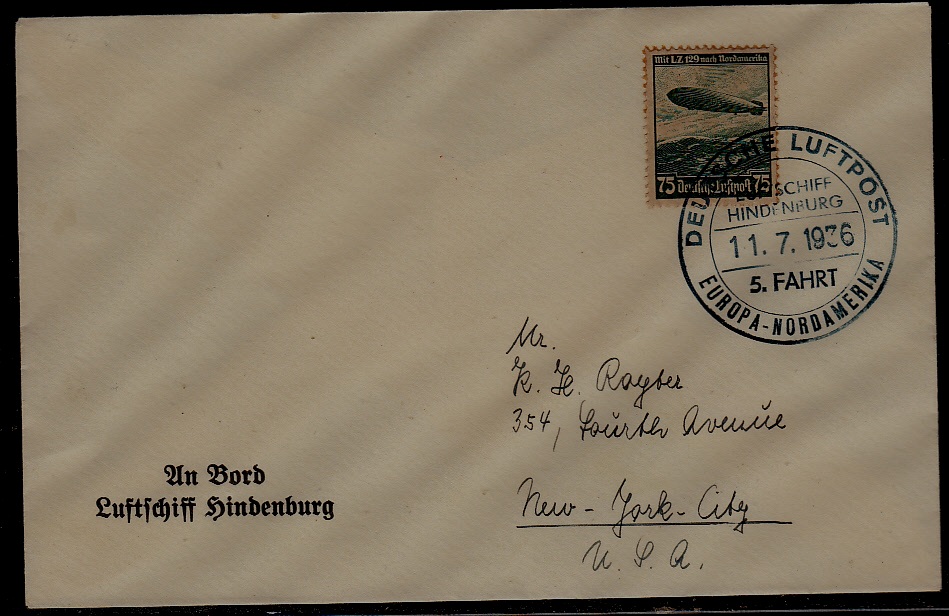 Mit LZ 129 nach Nordamerika
75 Deutsche Luftpost 75
DEUTSCHE LUFTPOST
LUFTSCHIFF
HINDENBURG
11.7.1936
5. FAHRT
EUROPA-NORDAMERIKA
Mr.
K. H. Rayber
354, Fourth Avenue
New-York-City
U. S. A.
An Bord
Luftschiff Hindenburg